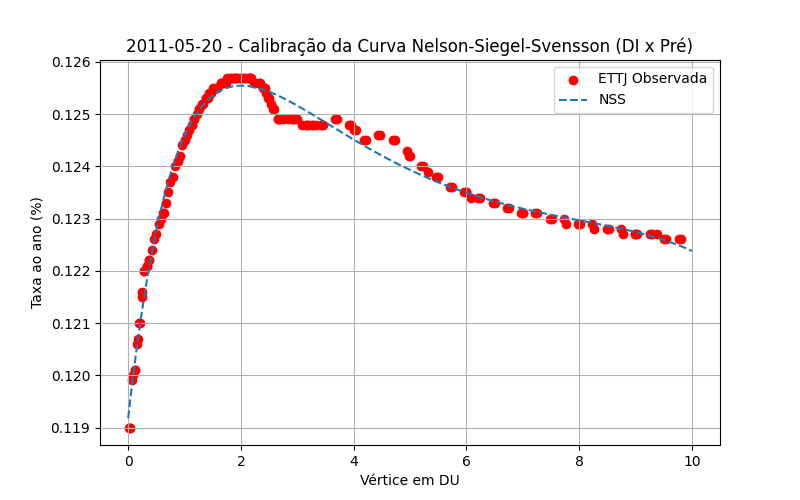 2011-05-20 - Calibração da Curva Nelson-Siegel-Svensson (DI x Pré)
ETTJ Observada
NSS
Taxa ao ano (%)
0.126
0.125
0.124
0.123
0.122
0.121
0.120
0.119
0 2 4 6 8 10
Vértice em DU